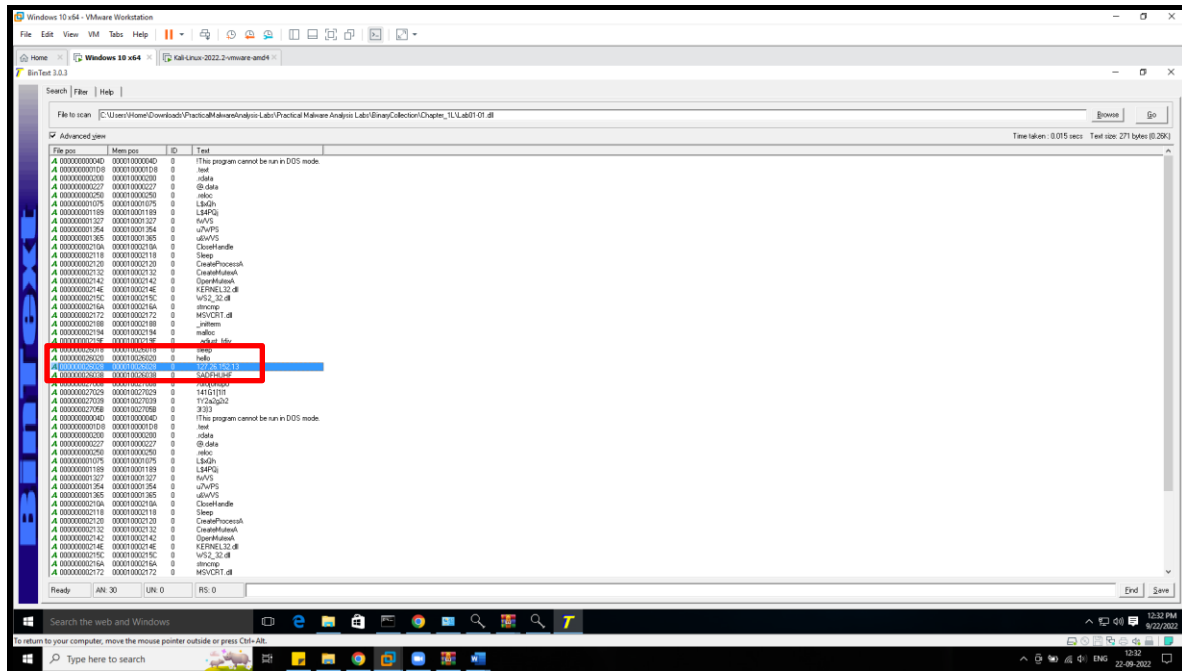 Windows 10 x64 - VMware Workstation
File Edit View VM Tabs Help
Home Windows 10 x64 Kali-Linux-2022.2-vmware-amd6
BinText 3.0.3
Search Filter Help
File to scan C:\Users\Home\Downloads\PracticalMalwareAnalysis-Labs\Practical Malware Analysis Labs\BinaryCollection\Chapter_1L\Lab01-01.dll Browse Go
Advanced view Time taken : 0.015 secs Text size: 271 bytes (0.26K)
File pos Mem pos ID Text
A 00000000004D 00001000004D 0 !This program cannot be run in DOS mode.
A 0000000001D8 0000100001D8 0 .text
A 000000000200 000010000200 0 .rdata
A 000000000227 000010000227 0 @.data
A 000000000250 000010000250 0 .reloc
A 000000001075 000010001075 0 L$xQh
A 000000001189 000010001189 0 L$4PQj
A 000000001327 000010001327 0
A 000000001354 000010001354 0 u7WPS
A 000000001365 000010001365 0 u&WVS
A 00000000210A 00001000210A 0 CloseHandle
A 000000002118 000010002118 0 Sleep
A 000000002120 000010002120 0 CreateProcessA
A 000000002132 000010002132 0 CreateMutexA
A 000000002142 000010002142 0 OpenMutexA
A 00000000214E 00001000214E 0 KERNEL32.dll
A 00000000215C 00001000215C 0 WS2_32.dll
A 00000000216A 00001000216A 0 strncmp
A 000000002172 000010002172 0 MSVCRT.dll
A 000000002188 000010002188 0 _initterm
A 000000002194 000010002194 0 malloc
A 00000000219F 00001000219F 0 _adjust_fdiv
A 000000026018 000010026018 0 sleep
A 000000026020 000010026020 0 hello
A 000000026028 000010026028 0 127.26.152.13
A 000000026038 000010026038 0 SADFHUHF
A 000000027008 000010027008 0
A 000000027029 000010027029 0 141G1[1l1
A 000000027039 000010027039 0 1Y2a2g2r2
A 00000002705B 00001002705B 0 3!3}3
A 00000000004D 00001000004D 0 !This program cannot be run in DOS mode.
A 0000000001D8 0000100001D8 0 .text
A 000000000200 000010000200 0 .rdata
A 000000000227 000010000227 0 @.data
A 000000000250 000010000250 0 .reloc
A 000000001075 000010001075 0 L$xQh
A 000000001189 000010001189 0 L$4PQj
A 000000001327 000010001327 0
A 000000001354 000010001354 0 u7WPS
A 000000001365 000010001365 0 u&WVS
A 00000000210A 00001000210A 0 CloseHandle
A 000000002118 000010002118 0 Sleep
A 000000002120 000010002120 0 CreateProcessA
A 000000002132 000010002132 0 CreateMutexA
A 000000002142 000010002142 0 OpenMutexA
A 00000000214E 00001000214E 0 KERNEL32.dll
A 00000000215C 00001000215C 0 WS2_32.dll
A 00000000216A 00001000216A 0 strncmp
A 000000002172 000010002172 0 MSVCRT.dll
BinText
Ready AN: 30 UN: 0 RS: 0 Find Save
Search the web and Windows 12:32 PM
9/22/2022
To return to your computer, move the mouse pointer outside or press Ctrl+Alt.
Type here to search ENG 12:32
22-09-2022